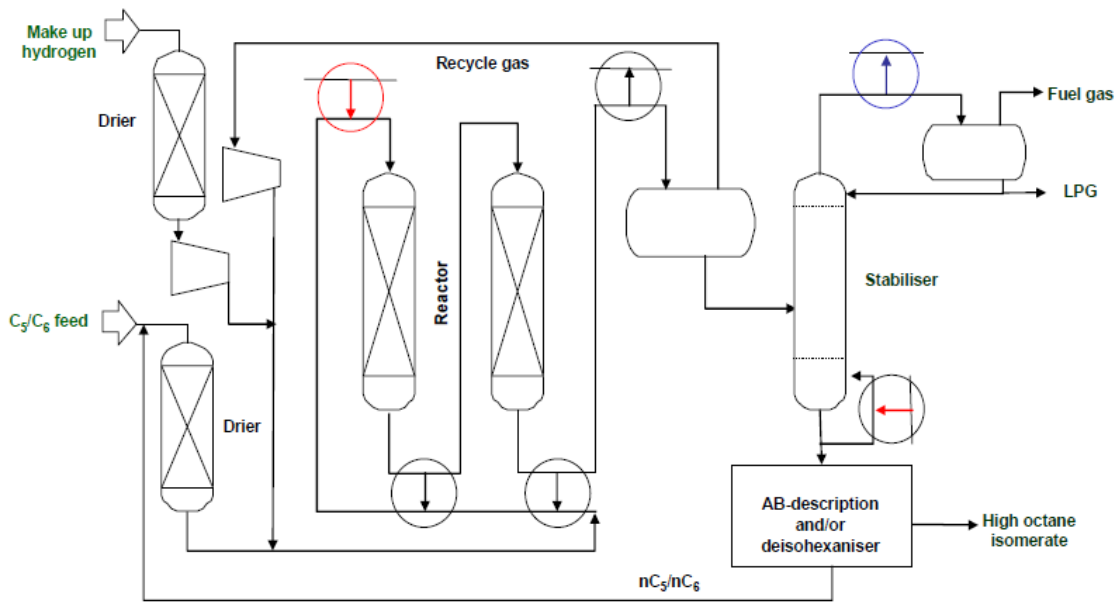 Make up
hydrogen
Drier
Recycle gas
Fuel gas
LPG
Reactor
Stabiliser
C₅/C₆ feed
Drier
AB-description
and/or
deisohexaniser
High octane
isomerate
nC₅/nC₆